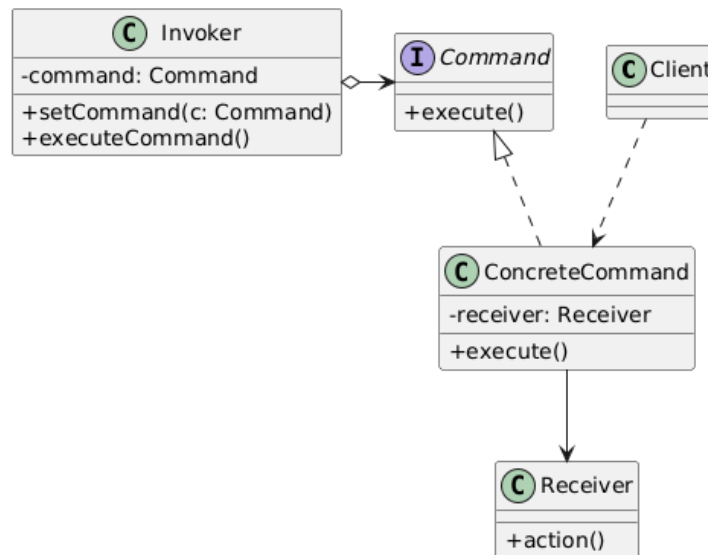 C Invoker
-command: Command
+setCommand(c: Command)
+executeCommand()
I Command
+execute()
C Client
C ConcreteCommand
-receiver: Receiver
+execute()
C Receiver
+action()